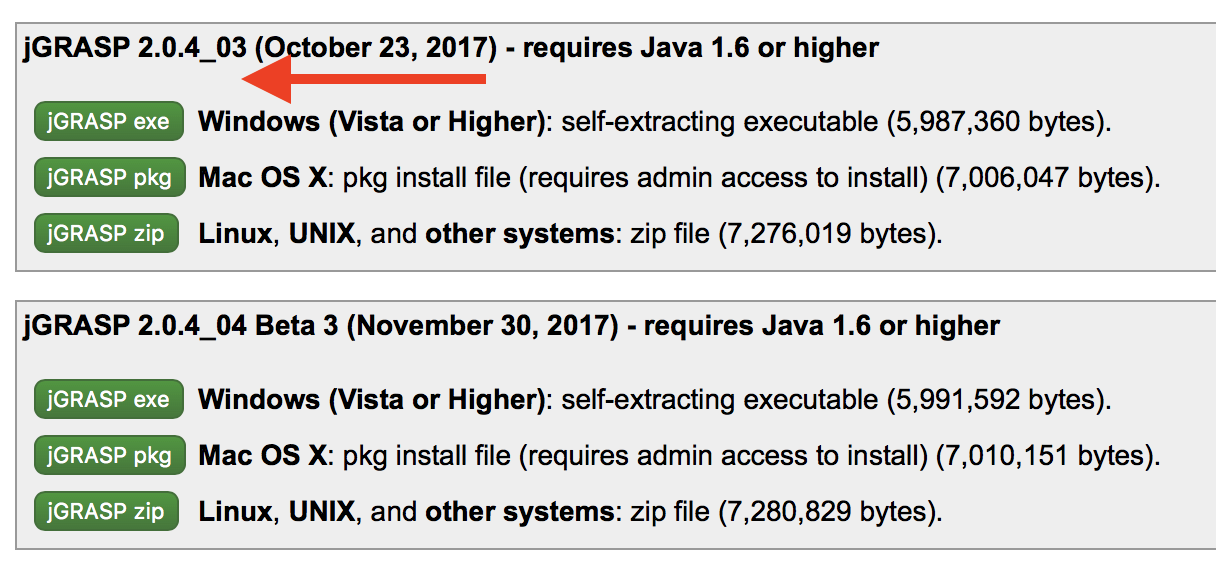 jGRASP 2.0.4_03 (October 23, 2017) - requires Java 1.6 or higher
jGRASP exe Windows (Vista or Higher): self-extracting executable (5,987,360 bytes).
jGRASP pkg Mac OS X: pkg install file (requires admin access to install) (7,006,047 bytes).
jGRASP zip Linux, UNIX, and other systems: zip file (7,276,019 bytes).
jGRASP 2.0.4_04 Beta 3 (November 30, 2017) - requires Java 1.6 or higher
jGRASP exe Windows (Vista or Higher): self-extracting executable (5,991,592 bytes).
jGRASP pkg Mac OS X: pkg install file (requires admin access to install) (7,010,151 bytes).
jGRASP zip Linux, UNIX, and other systems: zip file (7,280,829 bytes).